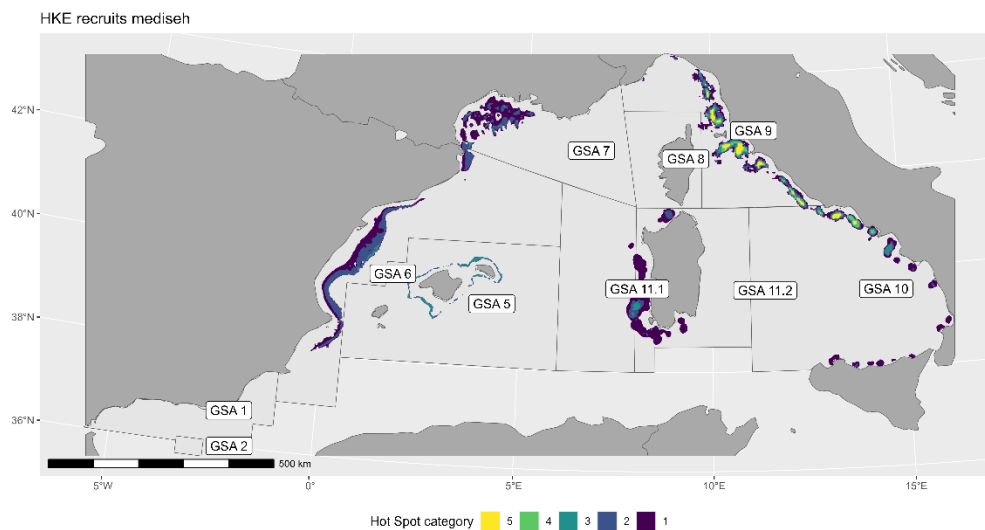 HKE recruits mediseh
42°N
40°N
38°N
36°N
GSA 9
GSA 7
GSA 8
GSA 6
GSA 5
GSA 11.1
GSA 11.2
GSA 10
GSA 1
GSA 2
500 km
5°W
0°
5°E
10°E
15°E
Hot Spot category 5 4 3 2 1